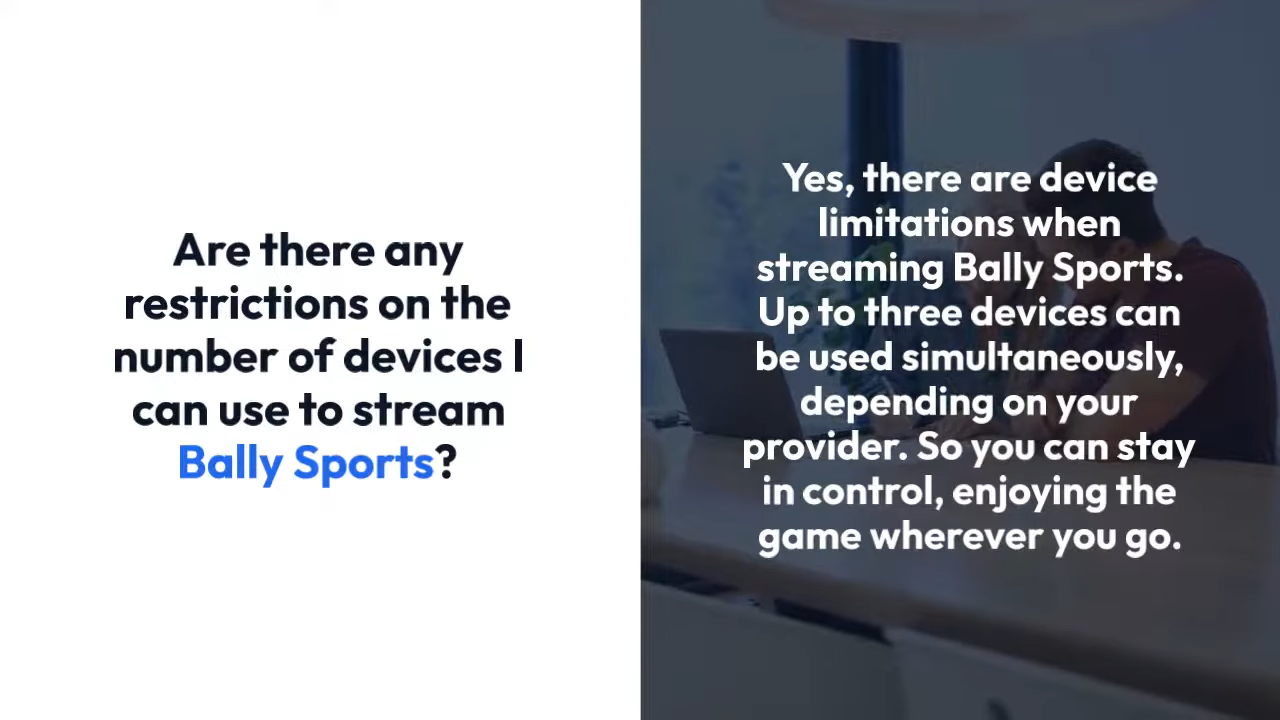 Are there any
restrictions on the
number of devices I
can use to stream
Bally Sports?
Yes, there are device
limitations when
streaming Bally Sports.
Up to three devices can
be used simultaneously,
depending on your
provider. So you can stay
in control, enjoying the
game wherever you go.